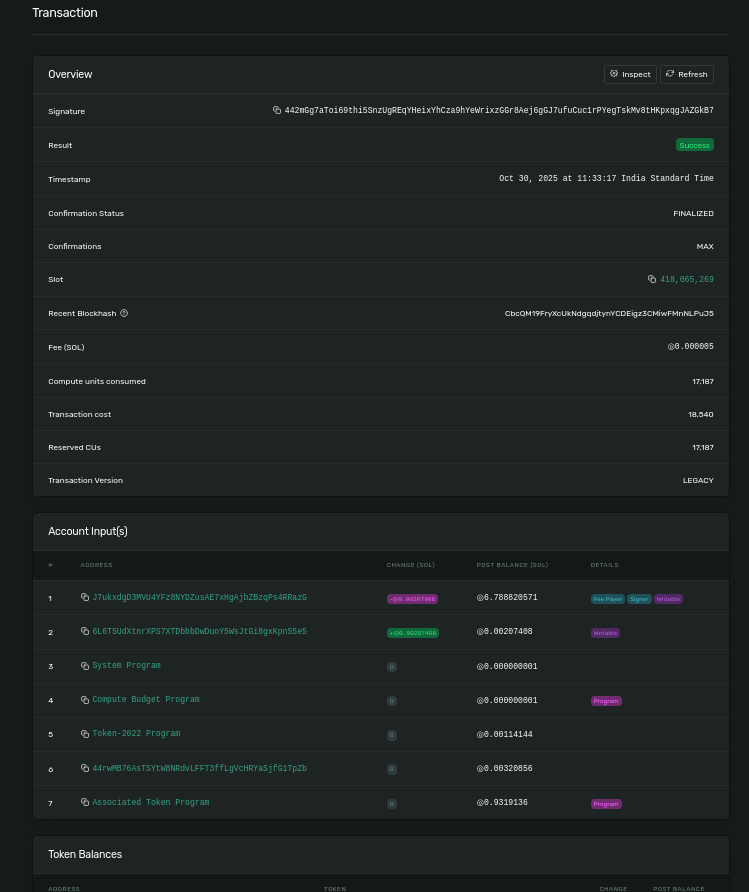 Transaction
Overview
Inspect
Refresh
Signature
442mGg7aToi69thi5SnzUgREqYHeixYhCza9hYeWrixzGGr8Aej6gGJ7ufuCuc1rPYegTskMv8tHKpxqgJAZGkB7
Result
Success
Timestamp
Oct 30, 2025 at 11:33:17 India Standard Time
Confirmation Status
FINALIZED
Confirmations
MAX
Slot
418,065,269
Recent Blockhash
CbcQM19FryXcUkNdgqdjtynYCDEigz3CMiwFMnNLPuJ5
Fee (SOL)
◎0.000005
Compute units consumed
17,187
Transaction cost
18,540
Reserved CUs
17,187
Transaction Version
LEGACY
Account Input(s)
# ADDRESS CHANGE (SOL) POST BALANCE (SOL) DETAILS
1 J7ukxdgD3MVU4YFz8NYDZusAE7xHgAjbZBzqPs4RRazG -◎0.00207908 ◎6.788820571 Fee Payer Signer Writable
2 6L6T5UdXtnrXPS7XTDbbbDwDuoY5WsJtGi8gxKpnS5e5 +◎0.00207408 ◎0.00207408 Writable
3 System Program 0 ◎0.000000001
4 Compute Budget Program 0 ◎0.000000001 Program
5 Token-2022 Program 0 ◎0.00114144
6 44rwMB76AsTSYtW8NRdvLFFT3ffLgVcHRYaSjfG1TpZb 0 ◎0.00320856
7 Associated Token Program 0 ◎0.9319136 Program
Token Balances
ADDRESS TOKEN CHANGE POST BALANCE